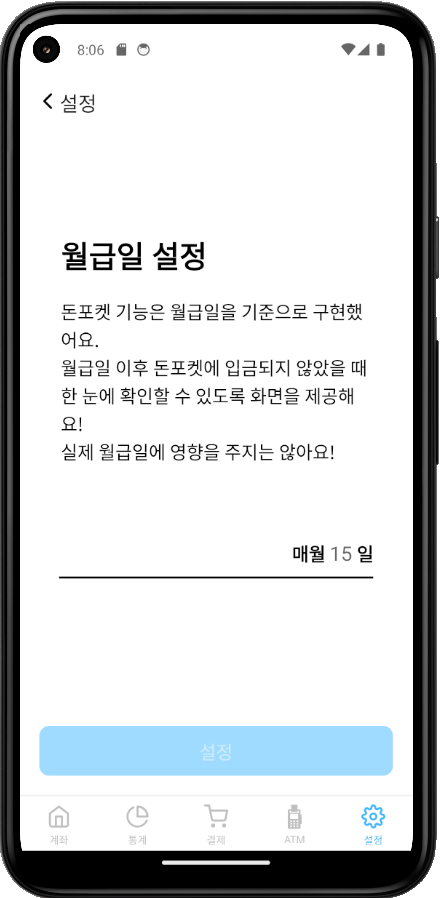 8:06
설정
월급일 설정
돈포켓 기능은 월급일을 기준으로 구현했
어요.
월급일 이후 돈포켓에 입금되지 않았을 때
한 눈에 확인할 수 있도록 화면을 제공해
요!
실제 월급일에 영향을 주지는 않아요!
매월 15 일
설정
계좌 통계 결제 ATM 설정